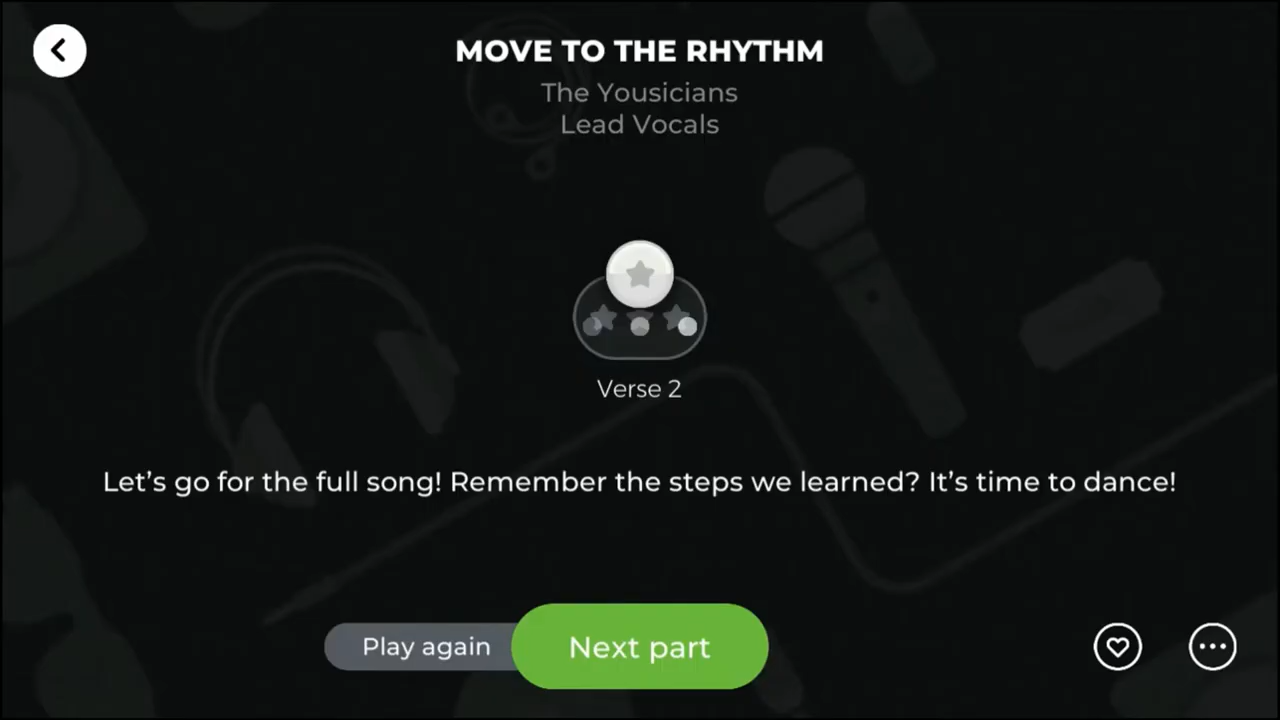 MOVE TO THE RHYTHM
The Yousicians
Lead Vocals
Verse 2
Let's go for the full song! Remember the steps we learned? It's time to dance!
Play again
Next part